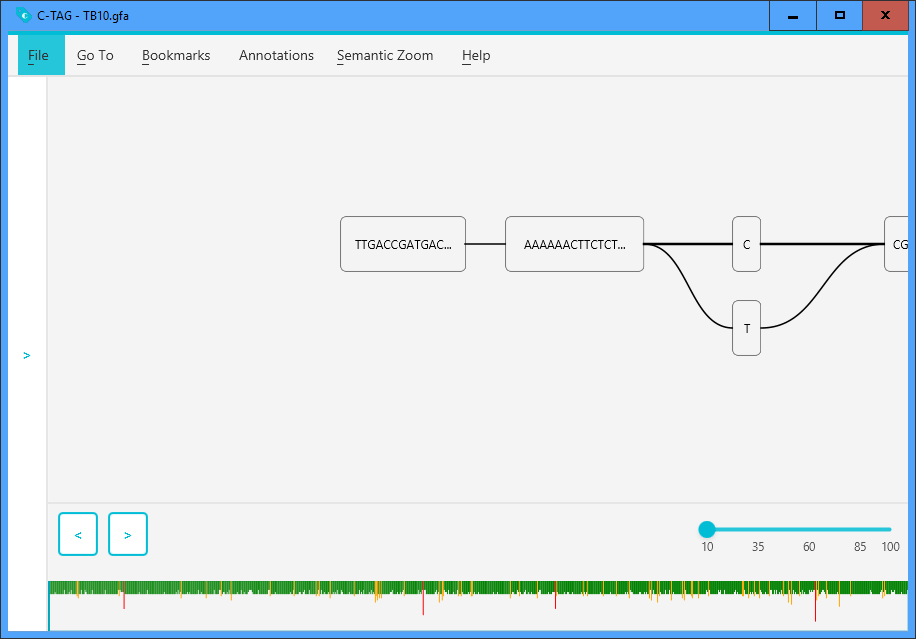 C-TAG - TB10.gfa
File Go To Bookmarks Annotations Semantic Zoom Help
TTGACCGATGAC... AAAAAACTTCTCT... C CG
T
>
< >
10 35 60 85 100